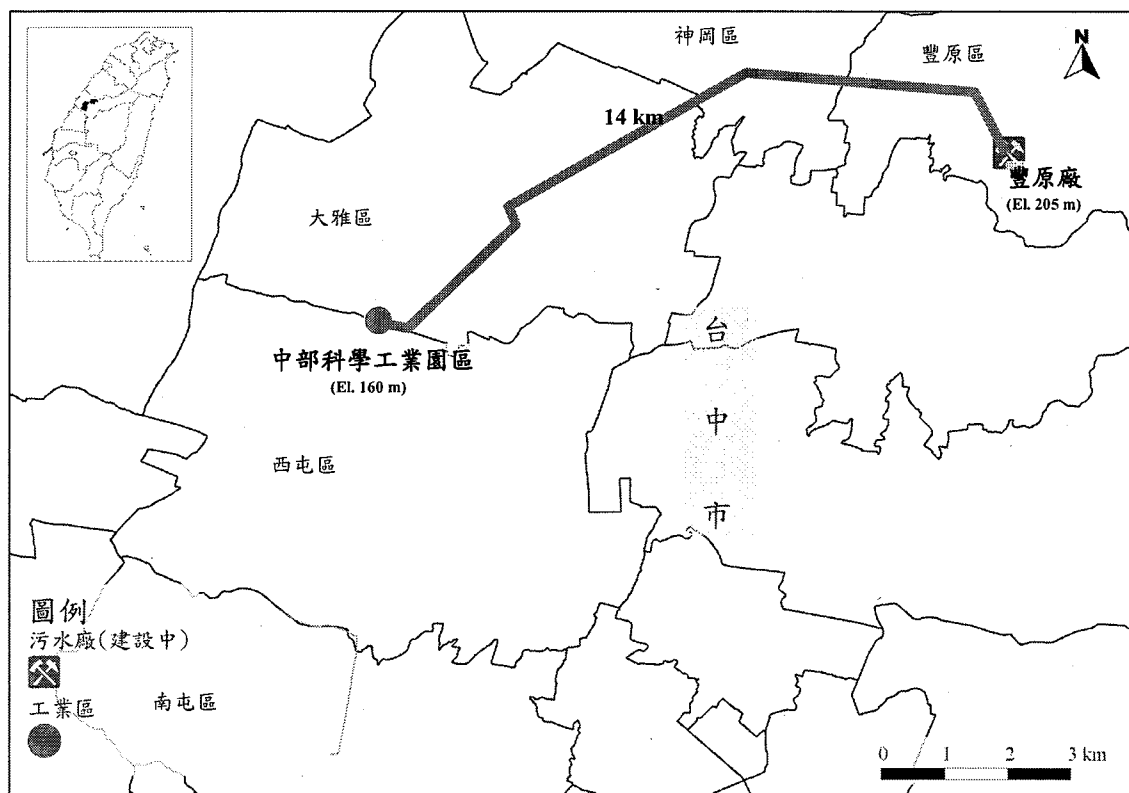 神岡區
豐原區
N
14 km
豐原廠
(El. 205 m)
大雅區
中部科學工業園區
(El. 160 m)
台
中
市
西屯區
圖例
污水廠(建設中)
工業區
南屯區
0 1 2 3 km